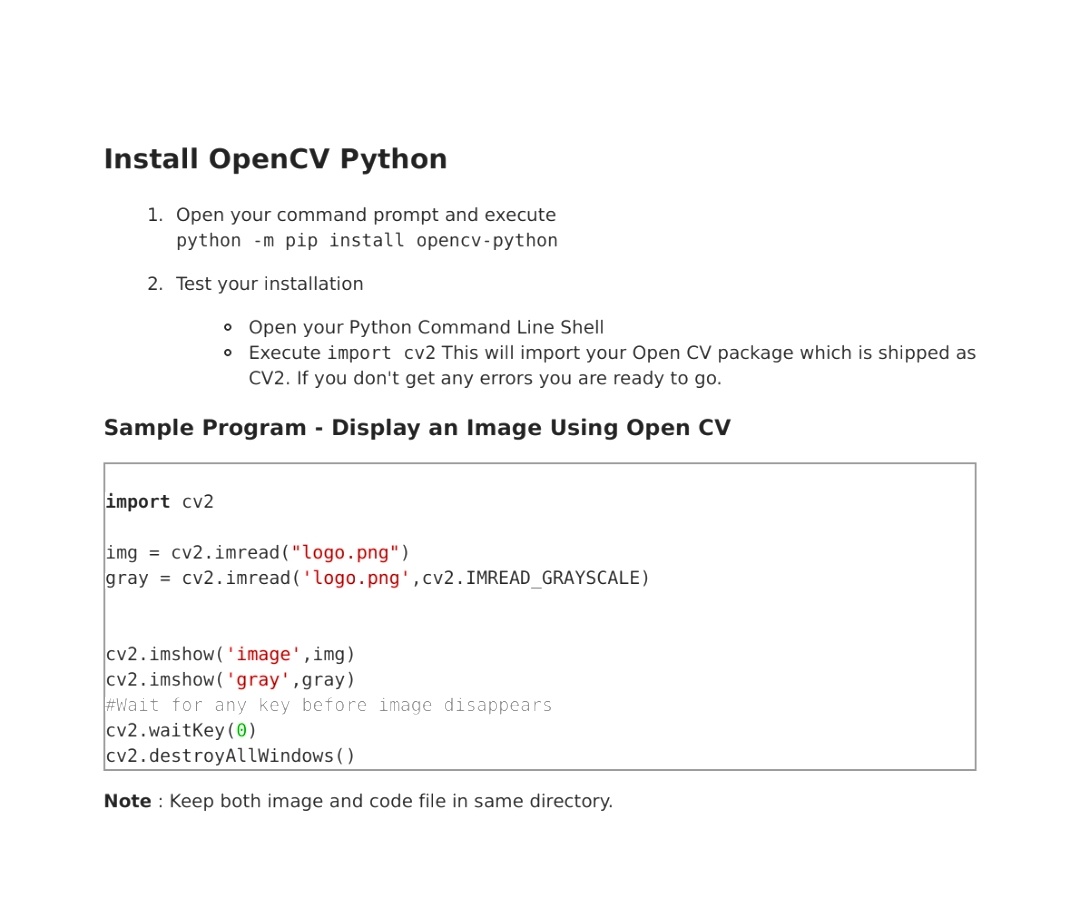 Install OpenCV Python
1. Open your command prompt and execute
python -m pip install opencv-python
2. Test your installation
Open your Python Command Line Shell
Execute import cv2 This will import your Open CV package which is shipped as
CV2. If you don't get any errors you are ready to go.
Sample Program - Display an Image Using Open CV
import cv2
img = cv2.imread("logo.png")
gray = cv2.imread('logo.png',cv2.IMREAD_GRAYSCALE)
cv2.imshow('image',img)
cv2.imshow('gray',gray)
#Wait for any key before image disappears
cv2.waitKey(0)
cv2.destroyAllWindows()
Note : Keep both image and code file in same directory.